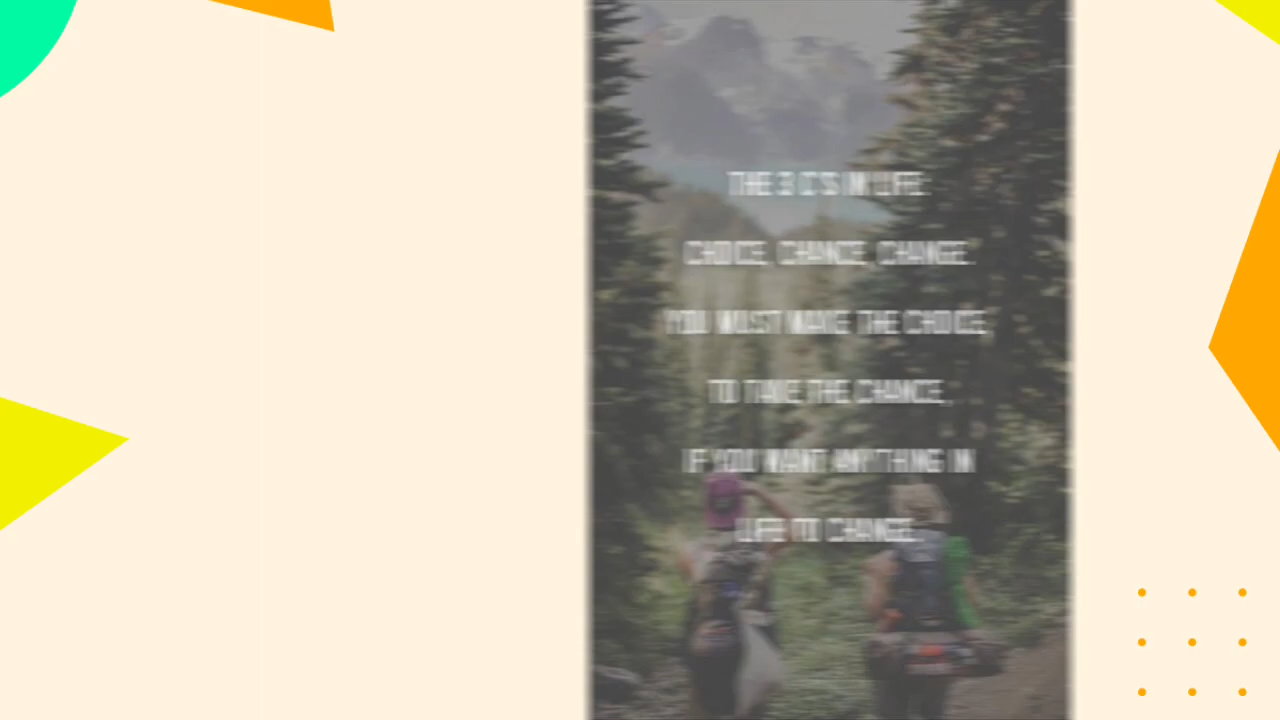 THE 3 C'S IN LIFE:
CHOICE, CHANCE, CHANGE.
YOU MUST MAKE THE CHOICE,
TO TAKE THE CHANCE,
IF YOU WANT ANYTHING IN
LIFE TO CHANGE.